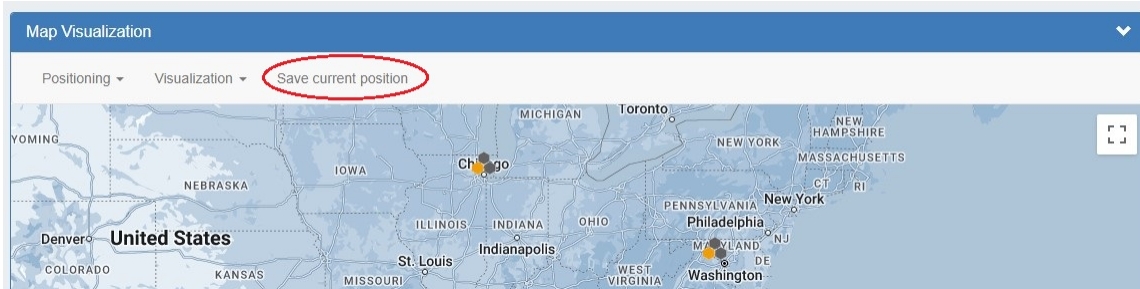 Map Visualization
Positioning
Visualization
Save current position
Toronto
MICHIGAN
NEW
HAMPSHIRE
YOMING
NEW YORK
MASSACHUSETTS
IOWA
NEBRASKA
CT
RI
PENNSYLVANIA
New York
ILLINOIS
INDIANA
OHIO
Philadelphia
Denver
United States
Indianapolis
NJ
St. Louis
DE
COLORADO
KANSAS
MISSOURI
WEST
VIRGINIA
Washington